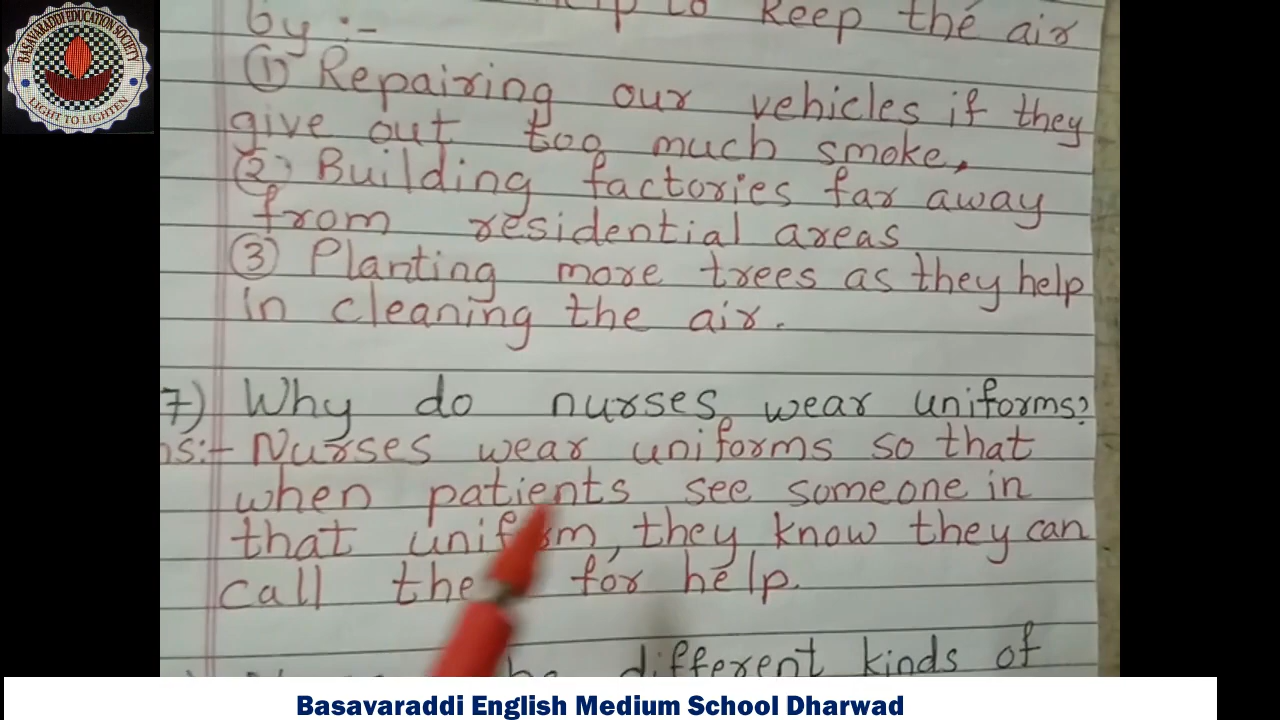 BASAVARADDI EDUCATION SOCIETY
LIGHT TO LIGHTEN
to keep the air
by :-
(1) Repairing our vehicles if they
give out too much smoke,
(2) Building factories far away
from residential areas
(3) Planting more trees as they help
in cleaning the air.
7) Why do nurses wear uniforms?
Nurses wear uniforms so that
when patients see someone in
that uniform, they know they can
call for help.
different kinds of
Basavaraddi English Medium School Dharwad